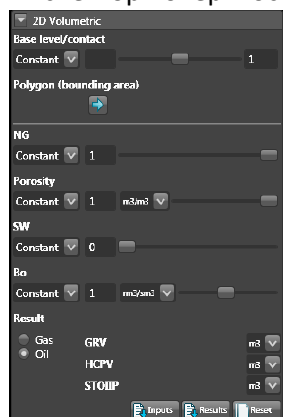 2D Volumetric
Base level/contact
Constant 1
Polygon (bounding area)
NG
Constant 1
Porosity
Constant 1 m3/m3
SW
Constant 0
Bo
Constant 1 rm3/sm3
Result
Gas
Oil
GRV m3
HCPV m3
STOIIP m3
Inputs Results Reset